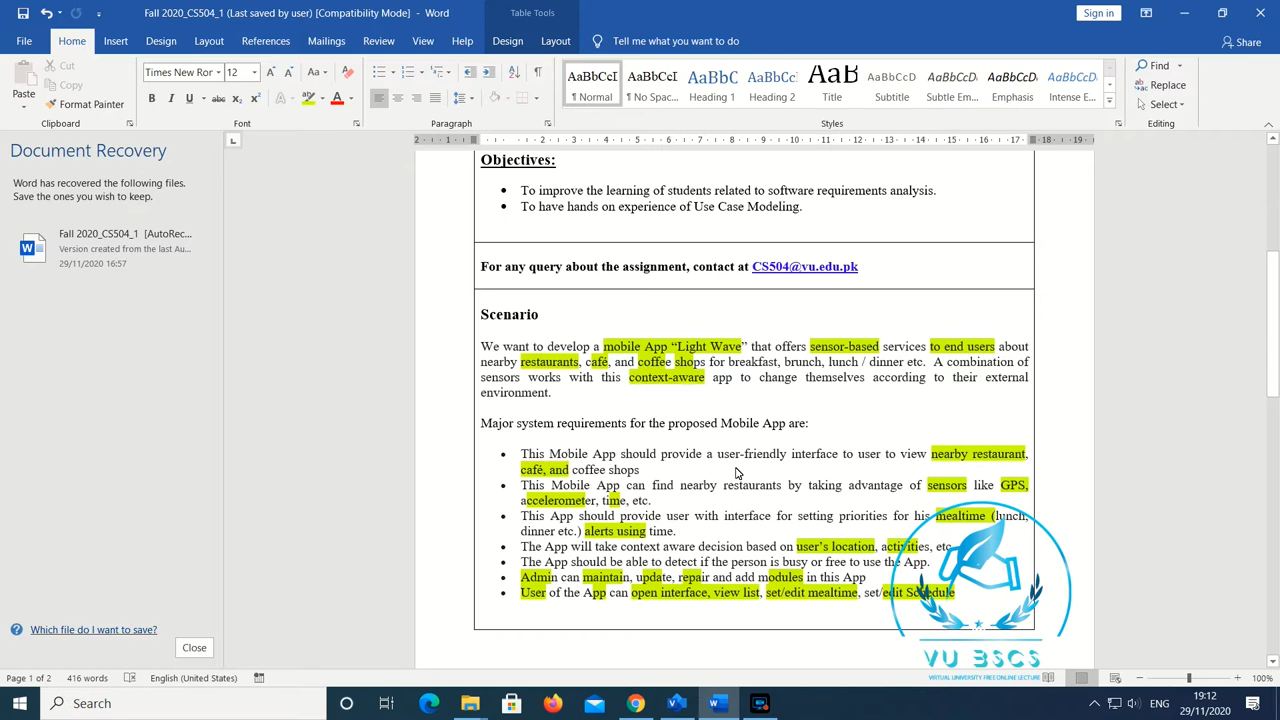 Fall 2020_CS504_1 (Autosaved by user) [Last saved by user] [Compatibility Mode] - Word
Table Tools
Sign in
File Home Insert Design Layout References Mailings Review View Help Design Layout Tell me what you want to do
Share
Paste
Cut
Copy
Format Painter
Clipboard
Times New Ror 12
Font
Paragraph
AaBbCcI AaBbCcI AaBbC AaBbCc. AaBb AaBbCcD AaBbCcDd AaBbCcDd AaBbCcDd
¶ Normal ¶ No Spac... Heading 1 Heading 2 Title Subtitle Subtle Em... Emphasis Intense E...
Styles
Find
Replace
Select
Editing
Document Recovery
Word has recovered the following files.
Save the ones you wish to keep.
Fall 2020_CS504_1 [AutoRec...
Version created from the last Au...
29/11/2020 16:57
Which file do I want to save?
Close
Objectives:
• To improve the learning of students related to software requirements analysis.
• To have hands on experience of Use Case Modeling.
For any query about the assignment, contact at CS504@vu.edu.pk
Scenario
We want to develop a mobile App “Light Wave” that offers sensor-based services to end users about
nearby restaurants, café, and coffee shops for breakfast, brunch, lunch / dinner etc. A combination of
sensors works with this context-aware app to change themselves according to their external
environment.
Major system requirements for the proposed Mobile App are:
• This Mobile App should provide a user-friendly interface to user to view nearby restaurant,
café, and coffee shops
• This Mobile App can find nearby restaurants by taking advantage of sensors like GPS,
accelerometer, time, etc.
• This App should provide user with interface for setting priorities for his mealtime (lunch,
dinner etc.) alerts using time.
• The App will take context aware decision based on user’s location, activities, etc
• The App should be able to detect if the person is busy or free to use the App.
• Admin can maintain, update, repair and add modules in this App
• User of the App can open interface, view list, set/edit mealtime, set/edit Schedule
VU BSCS
VIRTUAL UNIVERSITY FREE ONLINE LECTURE
Page 1 of 2 416 words English (United States) 100%
Search
ENG
19:12
29/11/2020